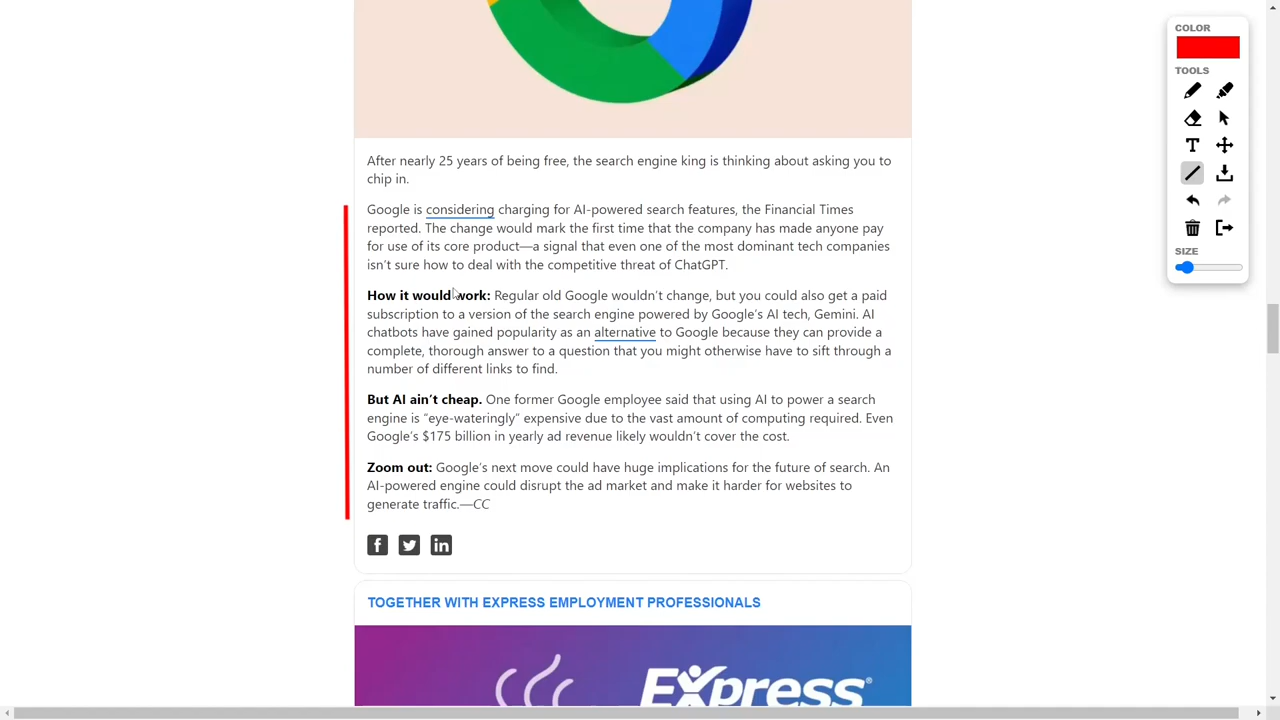 COLOR
TOOLS
T
SIZE
After nearly 25 years of being free, the search engine king is thinking about asking you to
chip in.
Google is considering charging for AI-powered search features, the Financial Times
reported. The change would mark the first time that the company has made anyone pay
for use of its core product—a signal that even one of the most dominant tech companies
isn’t sure how to deal with the competitive threat of ChatGPT.
How it would work: Regular old Google wouldn’t change, but you could also get a paid
subscription to a version of the search engine powered by Google’s AI tech, Gemini. AI
chatbots have gained popularity as an alternative to Google because they can provide a
complete, thorough answer to a question that you might otherwise have to sift through a
number of different links to find.
But AI ain’t cheap. One former Google employee said that using AI to power a search
engine is “eye-wateringly” expensive due to the vast amount of computing required. Even
Google’s $175 billion in yearly ad revenue likely wouldn’t cover the cost.
Zoom out: Google’s next move could have huge implications for the future of search. An
AI-powered engine could disrupt the ad market and make it harder for websites to
generate traffic.—CC
f
in
TOGETHER WITH EXPRESS EMPLOYMENT PROFESSIONALS
Express®